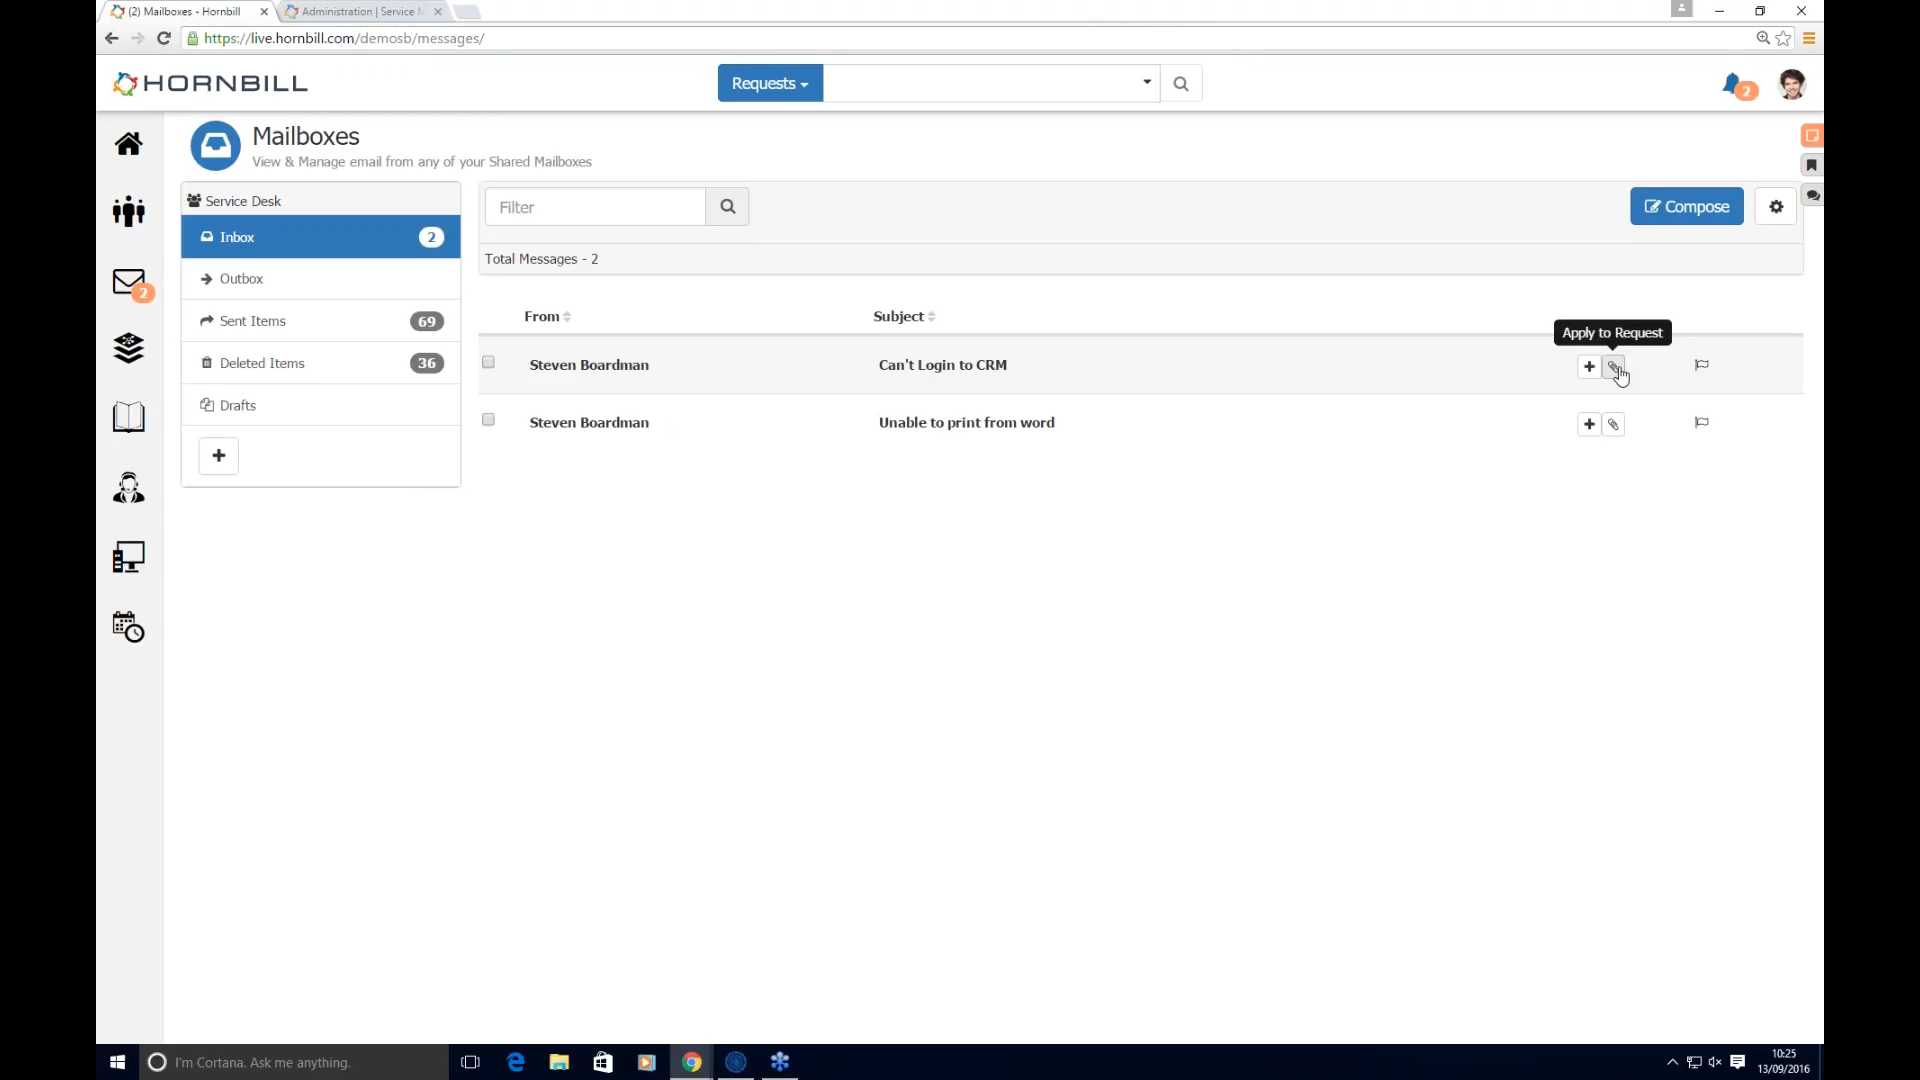 (2) Mailboxes - Hornbill
Administration | Service M
https://live.hornbill.com/demosb/messages/
HORNBILL
Requests
2
Mailboxes
View & Manage email from any of your Shared Mailboxes
Service Desk
Filter
Compose
Inbox 2
Total Messages - 2
Outbox
2
Sent Items 69
From Subject
Apply to Request
Deleted Items 36
Steven Boardman Can't Login to CRM
Drafts
Steven Boardman Unable to print from word
I'm Cortana. Ask me anything.
10:25
13/09/2016